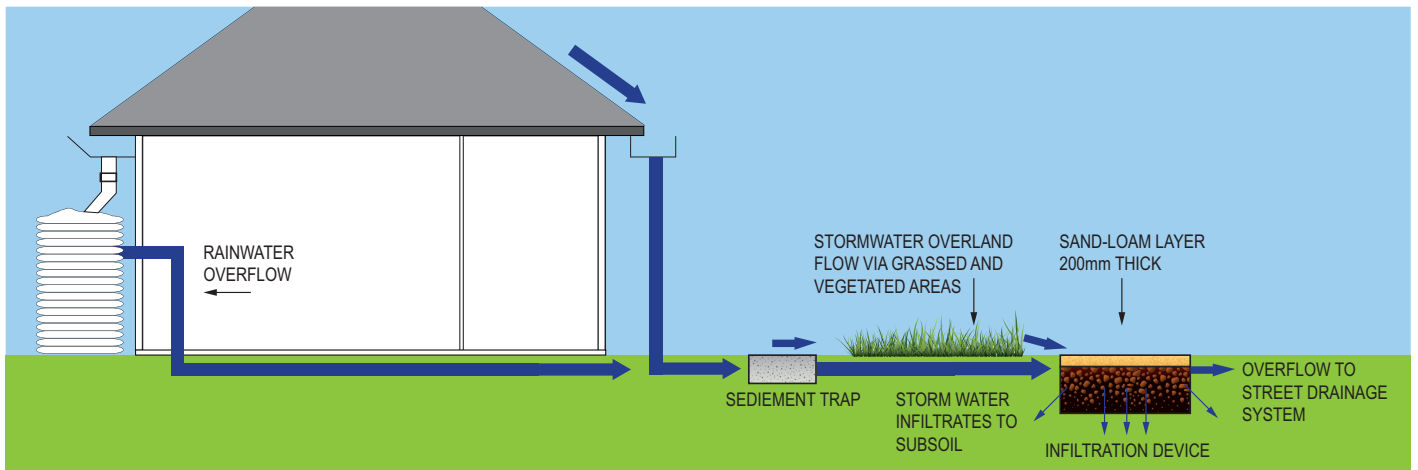 RAINWATER
OVERFLOW
STORMWATER OVERLAND
FLOW VIA GRASSED AND
VEGETATED AREAS
SAND-LOAM LAYER
200mm THICK
SEDIEMENT TRAP
STORM WATER
INFILTRATES TO
SUBSOIL
INFILTRATION DEVICE
OVERFLOW TO
STREET DRAINAGE
SYSTEM